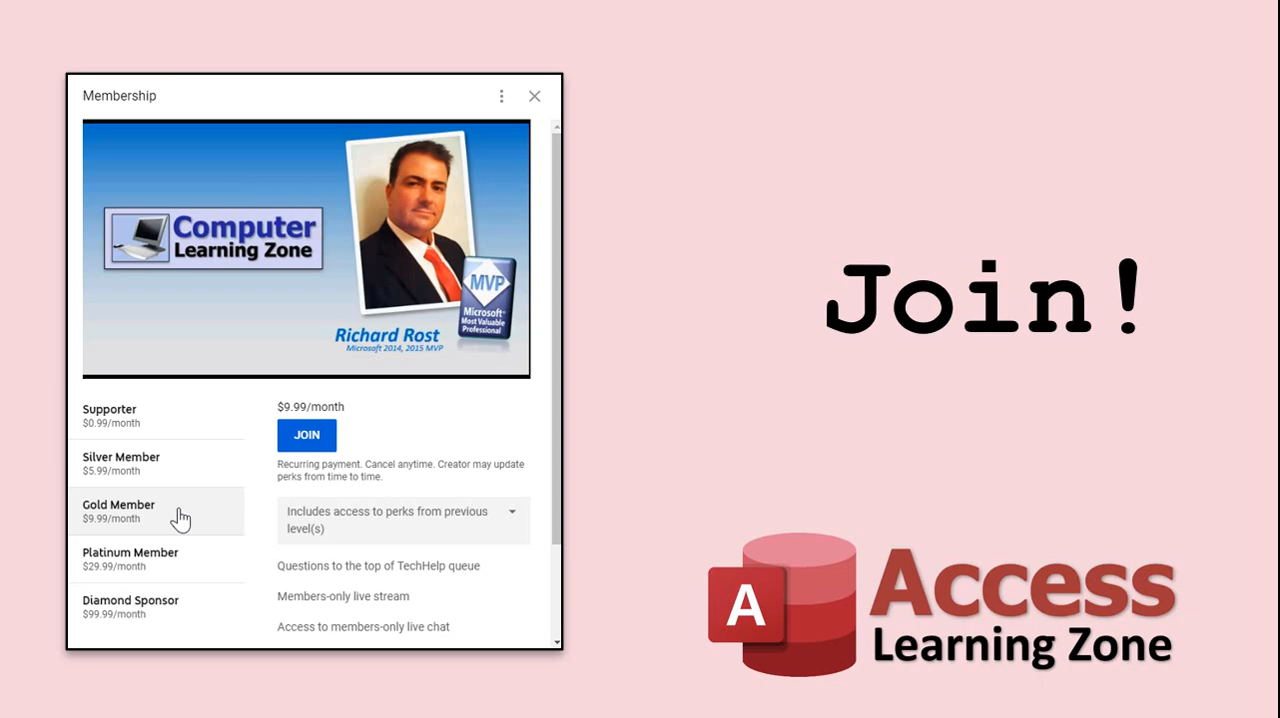 Membership
Computer
Learning Zone
MVP
Microsoft®
Most Valuable
Professional
Richard Rost
Microsoft 2014, 2015 MVP
Supporter
$0.99/month
Silver Member
$5.99/month
Gold Member
$9.99/month
Platinum Member
$29.99/month
Diamond Sponsor
$99.99/month
$9.99/month
JOIN
Recurring payment. Cancel anytime. Creator may update
perks from time to time.
Includes access to perks from previous
level(s)
Questions to the top of TechHelp queue
Members-only live stream
Access to members-only live chat
Join!
A
Access
Learning Zone